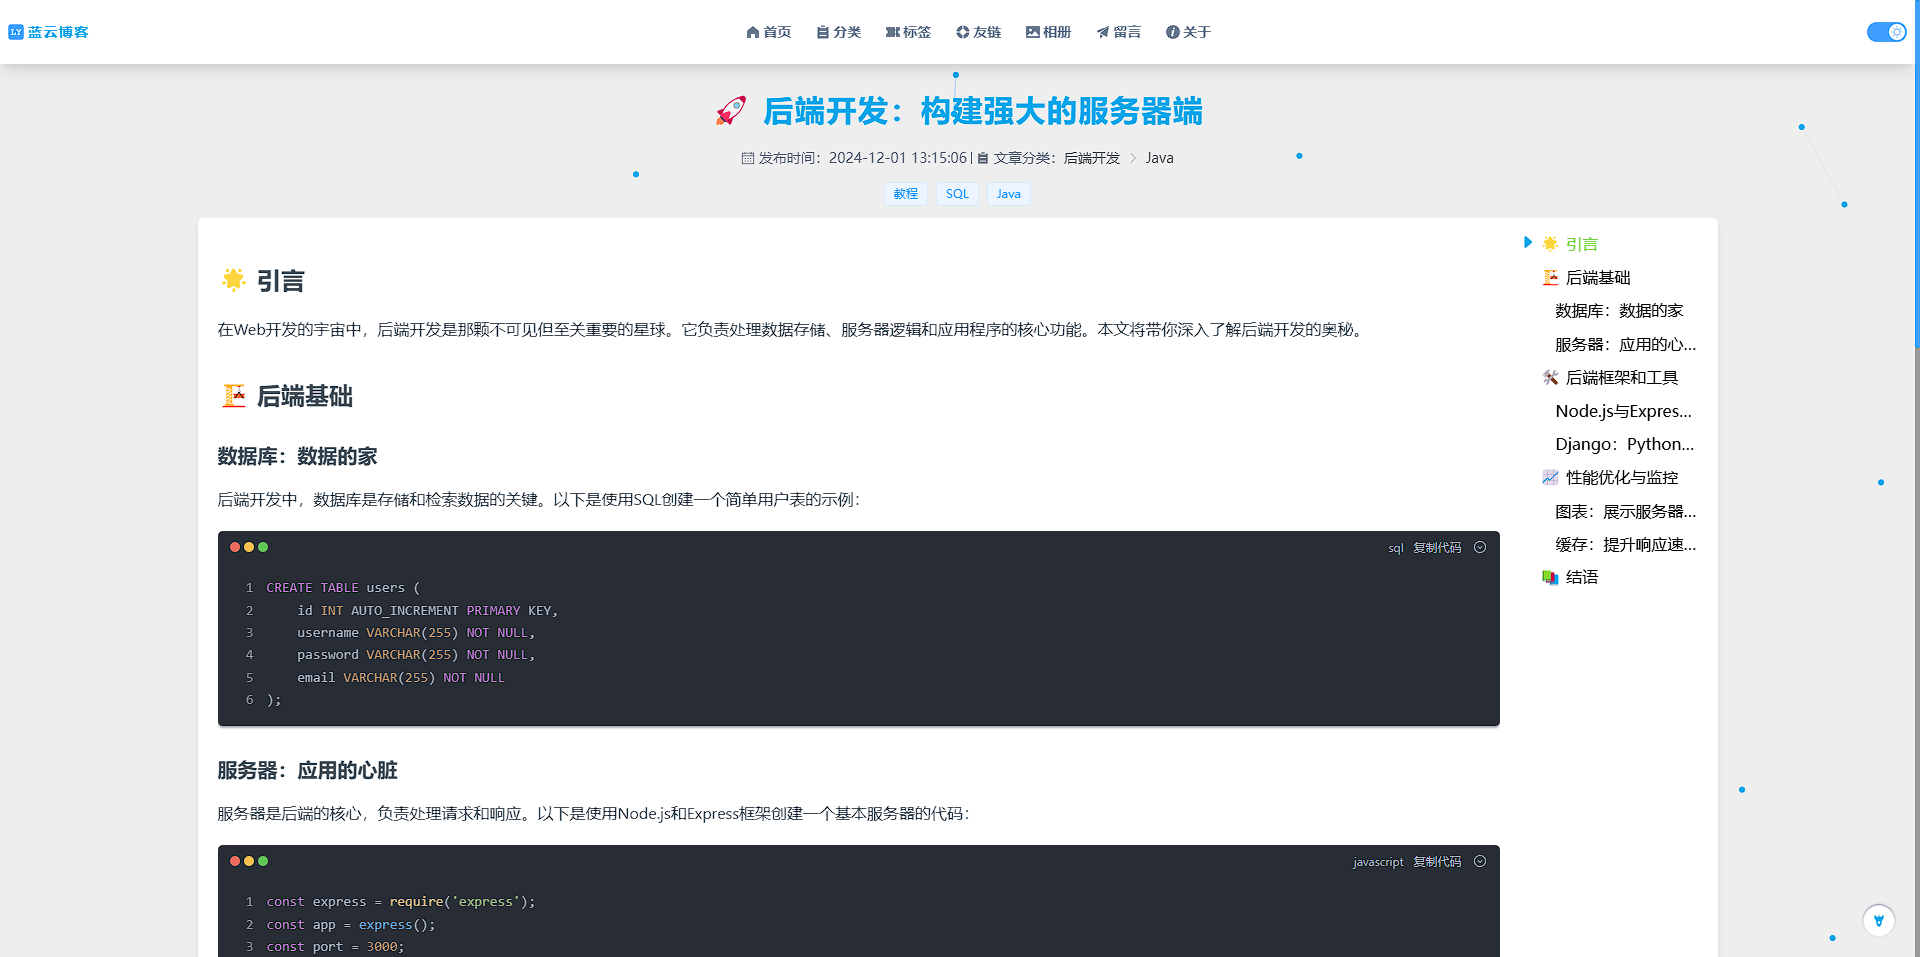 LY 蓝云博客
首页 分类 标签 友链 相册 留言 关于
🚀 后端开发：构建强大的服务器端
发布时间：2024-12-01 13:15:06 | 文章分类：后端开发 > Java
教程 SQL Java
🌟 引言
在Web开发的宇宙中，后端开发是那颗不可见但至关重要的星球。它负责处理数据存储、服务器逻辑和应用程序的核心功能。本文将带你深入了解后端开发的奥秘。
🏗 后端基础
数据库：数据的家
后端开发中，数据库是存储和检索数据的关键。以下是使用SQL创建一个简单用户表的示例：
sql 复制代码
1 CREATE TABLE users (
2     id INT AUTO_INCREMENT PRIMARY KEY,
3     username VARCHAR(255) NOT NULL,
4     password VARCHAR(255) NOT NULL,
5     email VARCHAR(255) NOT NULL
6 );
服务器：应用的心脏
服务器是后端的核心，负责处理请求和响应。以下是使用Node.js和Express框架创建一个基本服务器的代码：
javascript 复制代码
1 const express = require('express');
2 const app = express();
3 const port = 3000;
🌟 引言
🏗 后端基础
数据库：数据的家
服务器：应用的心...
🛠 后端框架和工具
Node.js与Expres...
Django：Python...
📈 性能优化与监控
图表：展示服务器...
缓存：提升响应速...
📚 结语